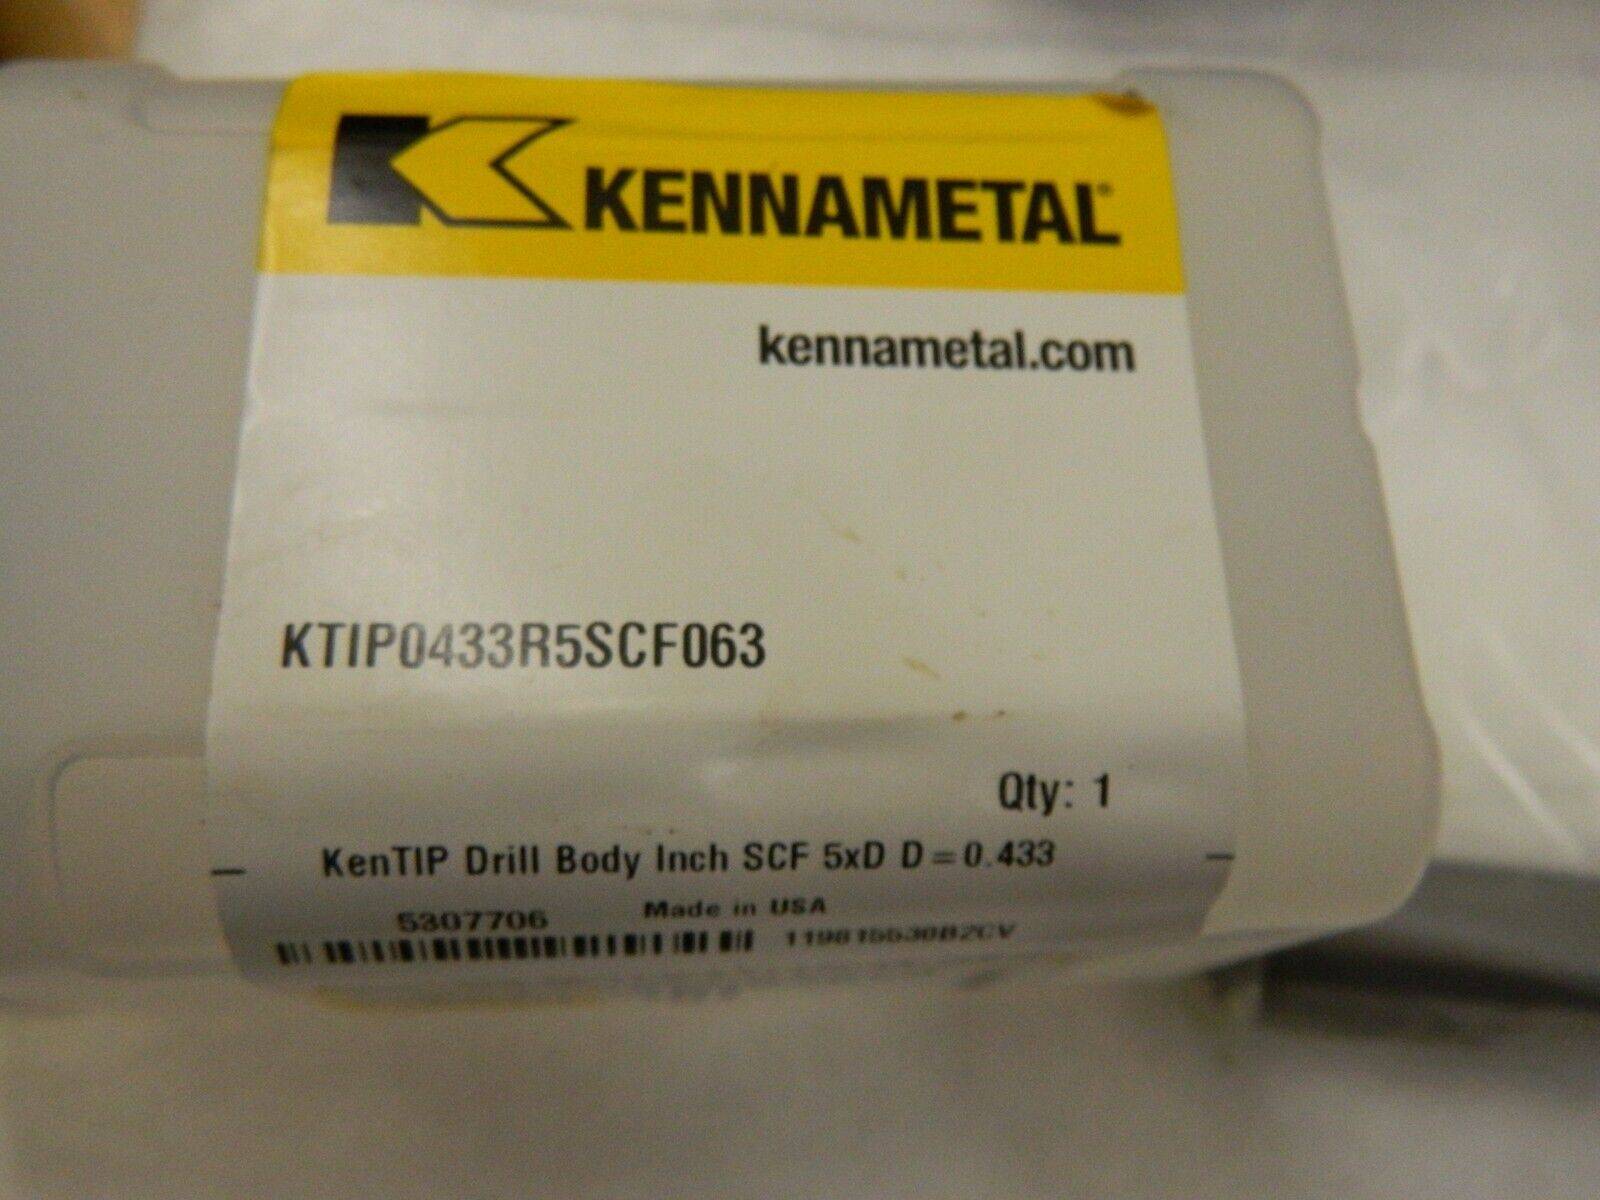 KENNAMETAL®
kennametal.com
KTIP0433R5SCF063
Qty: 1
KenTIP Drill Body Inch SCF 5xD D=0.433
5307706 Made in USA